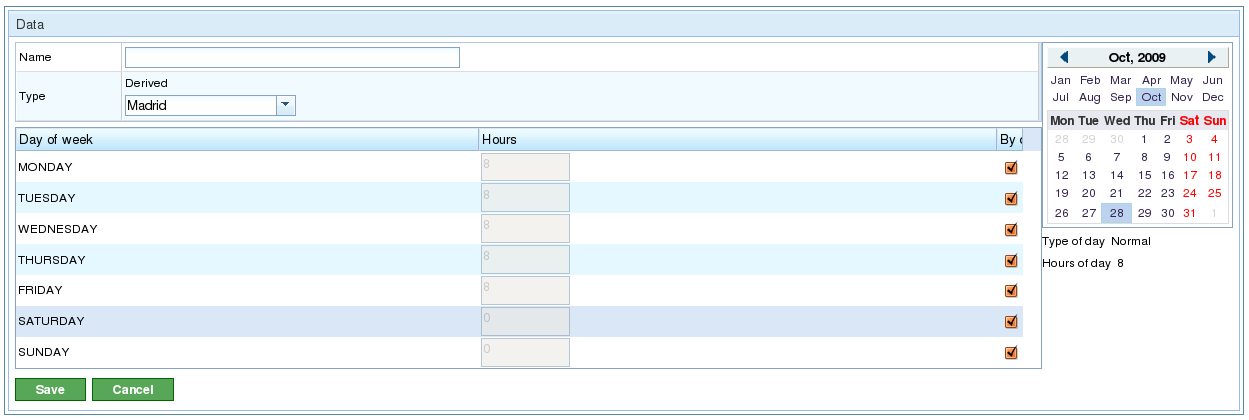 Data
Name
Type
Derived
Madrid
Day of week Hours By
MONDAY 8
TUESDAY 8
WEDNESDAY 8
THURSDAY 8
FRIDAY 8
SATURDAY 0
SUNDAY 0
Save Cancel
Oct, 2009
Jan Feb Mar Apr May Jun
Jul Aug Sep Oct Nov Dec
Mon Tue Wed Thu Fri Sat Sun
28 29 30 1 2 3 4
5 6 7 8 9 10 11
12 13 14 15 16 17 18
19 20 21 22 23 24 25
26 27 28 29 30 31 1
Type of day Normal
Hours of day 8